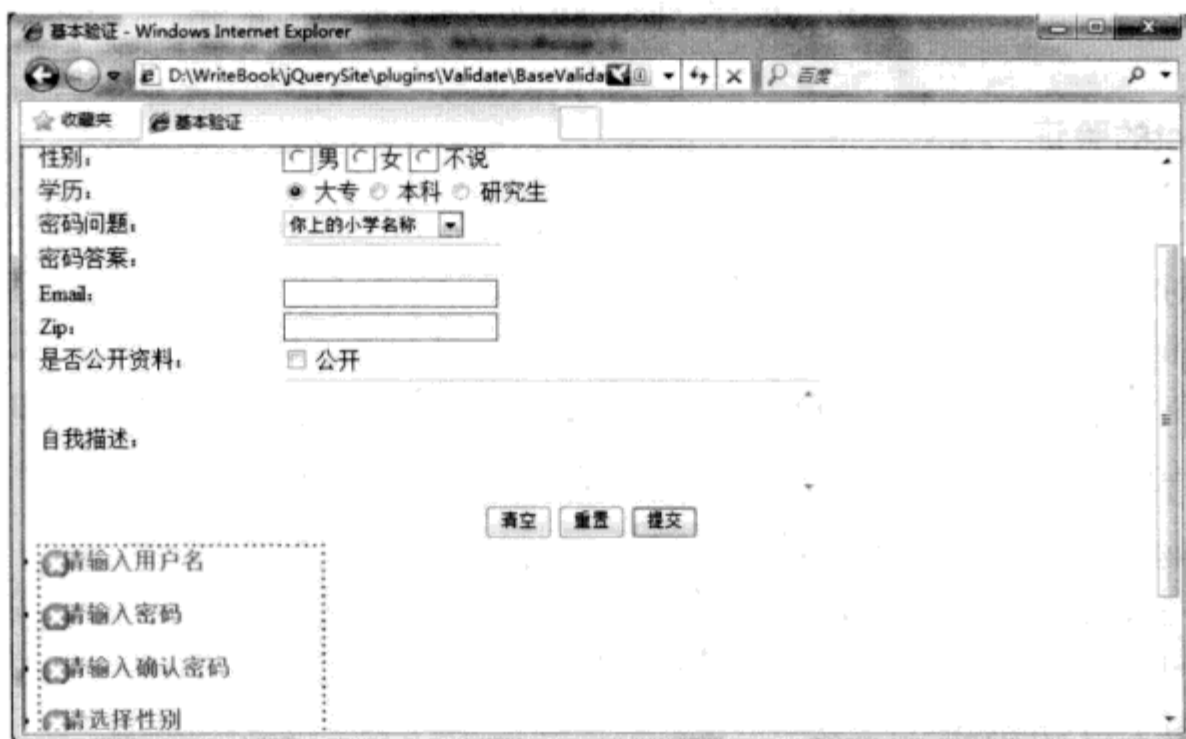 基本验证 - Windows Internet Explorer
D:\WriteBook\jQuerySite\plugins\Validate\BaseValida
百度
收藏夹 基本验证
性别： 男 女 不说
学历： 大专 本科 研究生
密码问题： 你上的小学名称
密码答案：
Email：
Zip：
是否公开资料： 公开
自我描述：
清空 重置 提交
请输入用户名
请输入密码
请输入确认密码
请选择性别